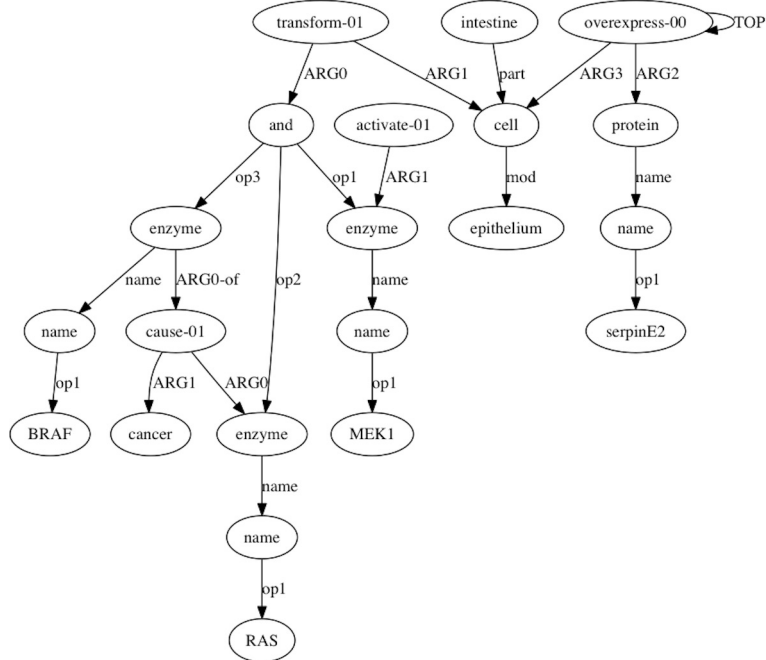 transform-01 intestine overexpress-00 TOP
ARG0 ARG1 part ARG3 ARG2
and activate-01 cell protein
op3 op1 ARG1 mod name
enzyme enzyme epithelium name
name ARG0-of op2 name op1
name cause-01 name serpinE2
op1 ARG1 ARG0 op1
BRAF cancer enzyme MEK1
name
name
op1
RAS